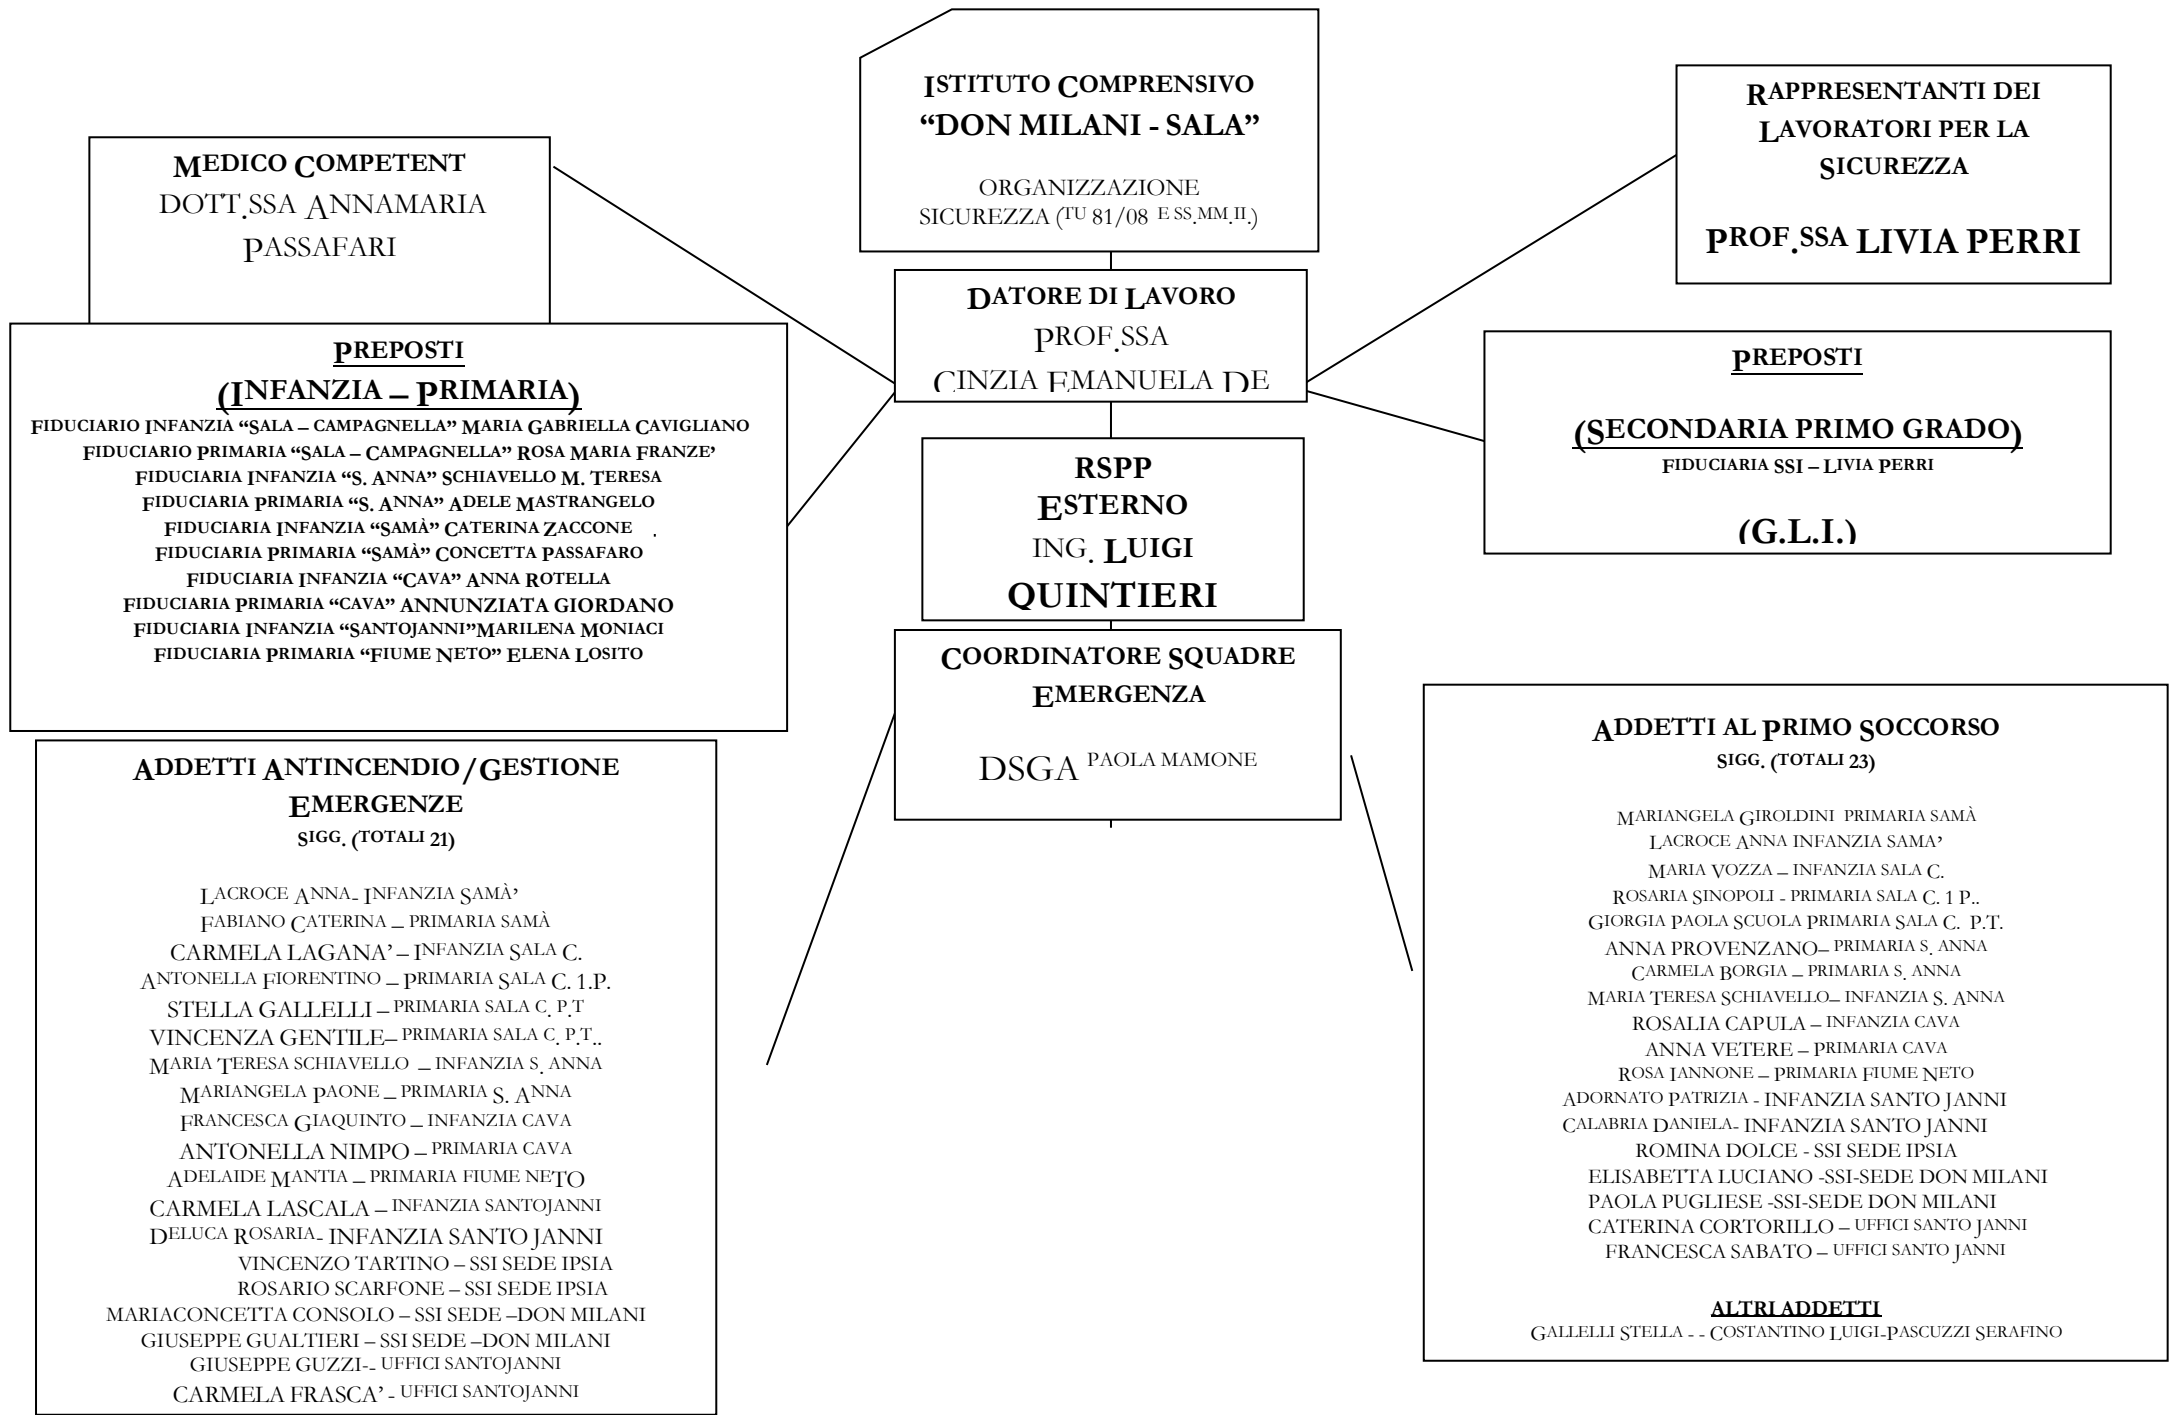 ISTITUTO COMPRENSIVO
“DON MILANI - SALA”
ORGANIZZAZIONE
SICUREZZA (TU 81/08 E SS.MM.II.)
RAPPRESENTANTI DEI
LAVORATORI PER LA
SICUREZZA
PROF.SSA LIVIA PERRI
MEDICO COMPETENT
DOTT.SSA ANNAMARIA
PASSAFARI
DATORE DI LAVORO
PROF.SSA
CINZIA EMANUELA DE
PREPOSTI
(INFANZIA – PRIMARIA)
FIDUCIARIO INFANZIA “SALA – CAMPAGNELLA” MARIA GABRIELLA CAVIGLIANO
FIDUCIARIO PRIMARIA “SALA – CAMPAGNELLA” ROSA MARIA FRANZE’
FIDUCIARIA INFANZIA “S. ANNA” SCHIAVELLO M. TERESA
FIDUCIARIA PRIMARIA “S. ANNA” ADELE MASTRANGELO
FIDUCIARIA INFANZIA “SAMÀ” CATERINA ZACCONE .
FIDUCIARIA PRIMARIA “SAMÀ” CONCETTA PASSAFARO
FIDUCIARIA INFANZIA “CAVA” ANNA ROTELLA
FIDUCIARIA PRIMARIA “CAVA” ANNUNZIATA GIORDANO
FIDUCIARIA INFANZIA “SANTOJANNI”MARILENA MONIACI
FIDUCIARIA PRIMARIA “FIUME NETO” ELENA LOSITO
PREPOSTI
(SECONDARIA PRIMO GRADO)
FIDUCIARIA SSI – LIVIA PERRI
(G.L.I.)
RSPP
ESTERNO
ING. LUIGI
QUINTIERI
COORDINATORE SQUADRE
EMERGENZA
DSGA PAOLA MAMONE
ADDETTI ANTINCENDIO/GESTIONE
EMERGENZE
SIGG. (TOTALI 21)
LACROCE ANNA- INFANZIA SAMÀ’
FABIANO CATERINA – PRIMARIA SAMÀ
CARMELA LAGANA’ – INFANZIA SALA C.
ANTONELLA FIORENTINO – PRIMARIA SALA C. 1.P.
STELLA GALLELLI – PRIMARIA SALA C. P.T
VINCENZA GENTILE– PRIMARIA SALA C. P.T..
MARIA TERESA SCHIAVELLO – INFANZIA S. ANNA
MARIANGELA PAONE – PRIMARIA S. ANNA
FRANCESCA GIAQUINTO – INFANZIA CAVA
ANTONELLA NIMPO – PRIMARIA CAVA
ADELAIDE MANTIA – PRIMARIA FIUME NETO
CARMELA LASCALA – INFANZIA SANTOJANNI
DELUCA ROSARIA- INFANZIA SANTO JANNI
VINCENZO TARTINO – SSI SEDE IPSIA
ROSARIO SCARFONE – SSI SEDE IPSIA
MARIACONCETTA CONSOLO – SSI SEDE –DON MILANI
GIUSEPPE GUALTIERI – SSI SEDE –DON MILANI
GIUSEPPE GUZZI-- UFFICI SANTOJANNI
CARMELA FRASCA’ - UFFICI SANTOJANNI
ADDETTI AL PRIMO SOCCORSO
SIGG. (TOTALI 23)
MARIANGELA GIROLDINI PRIMARIA SAMÀ
LACROCE ANNA INFANZIA SAMA’
MARIA VOZZA – INFANZIA SALA C.
ROSARIA SINOPOLI - PRIMARIA SALA C. 1 P..
GIORGIA PAOLA SCUOLA PRIMARIA SALA C. P.T.
ANNA PROVENZANO– PRIMARIA S. ANNA
CARMELA BORGIA – PRIMARIA S. ANNA
MARIA TERESA SCHIAVELLO– INFANZIA S. ANNA
ROSALIA CAPULA – INFANZIA CAVA
ANNA VETERE – PRIMARIA CAVA
ROSA IANNONE – PRIMARIA FIUME NETO
ADORNATO PATRIZIA - INFANZIA SANTO JANNI
CALABRIA DANIELA- INFANZIA SANTO JANNI
ROMINA DOLCE - SSI SEDE IPSIA
ELISABETTA LUCIANO -SSI-SEDE DON MILANI
PAOLA PUGLIESE -SSI-SEDE DON MILANI
CATERINA CORTORILLO – UFFICI SANTO JANNI
FRANCESCA SABATO – UFFICI SANTO JANNI
ALTRI ADDETTI
GALLELLI STELLA - - COSTANTINO LUIGI-PASCUZZI SERAFINO